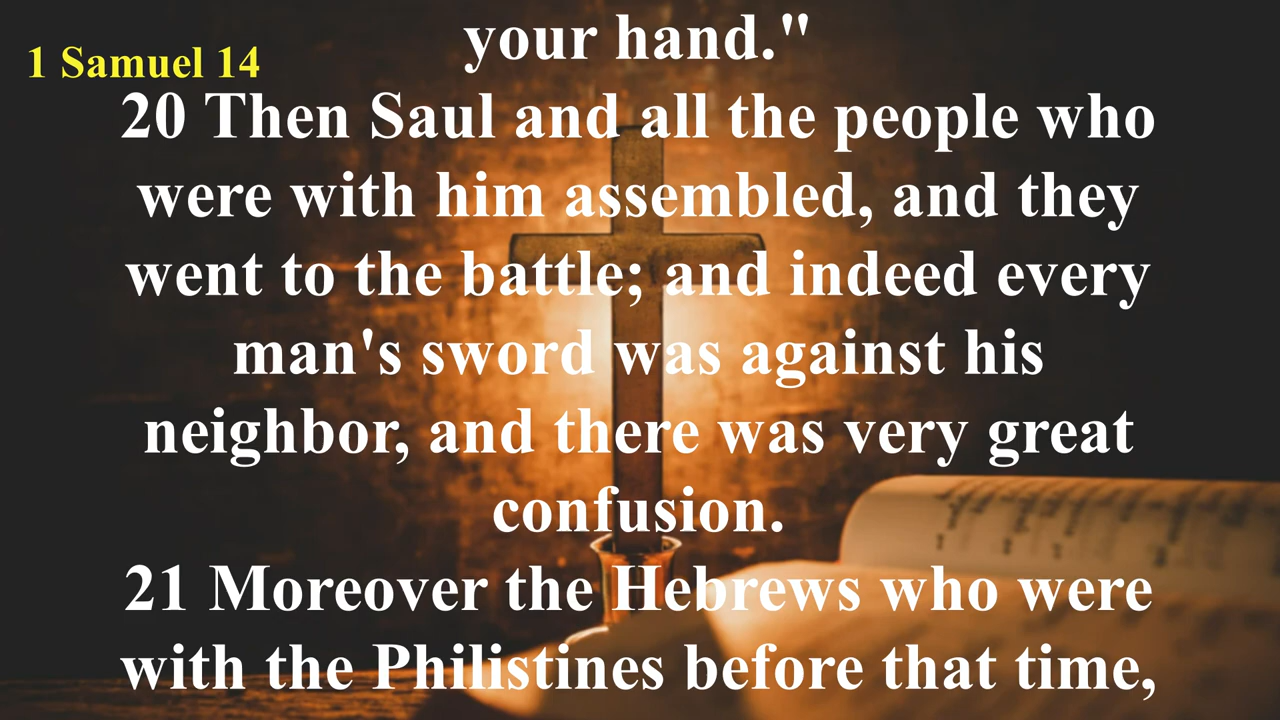 your hand."
1 Samuel 14
20 Then Saul and all the people who
were with him assembled, and they
went to the battle; and indeed every
man's sword was against his
neighbor, and there was very great
confusion.
21 Moreover the Hebrews who were
with the Philistines before that time,